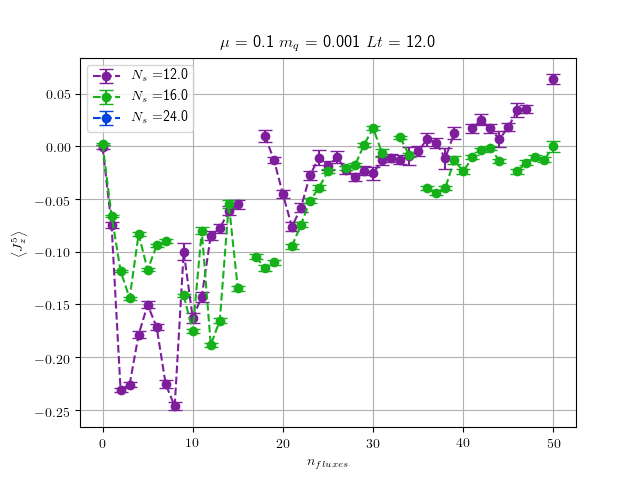 μ = 0.1 m_q = 0.001 Lt = 12.0
N_s =12.0
N_s =16.0
N_s =24.0
0.05
0.00
−0.05
−0.10
−0.15
−0.20
−0.25
⟨J_z^5⟩
0 10 20 30 40 50
n_{fluxes}